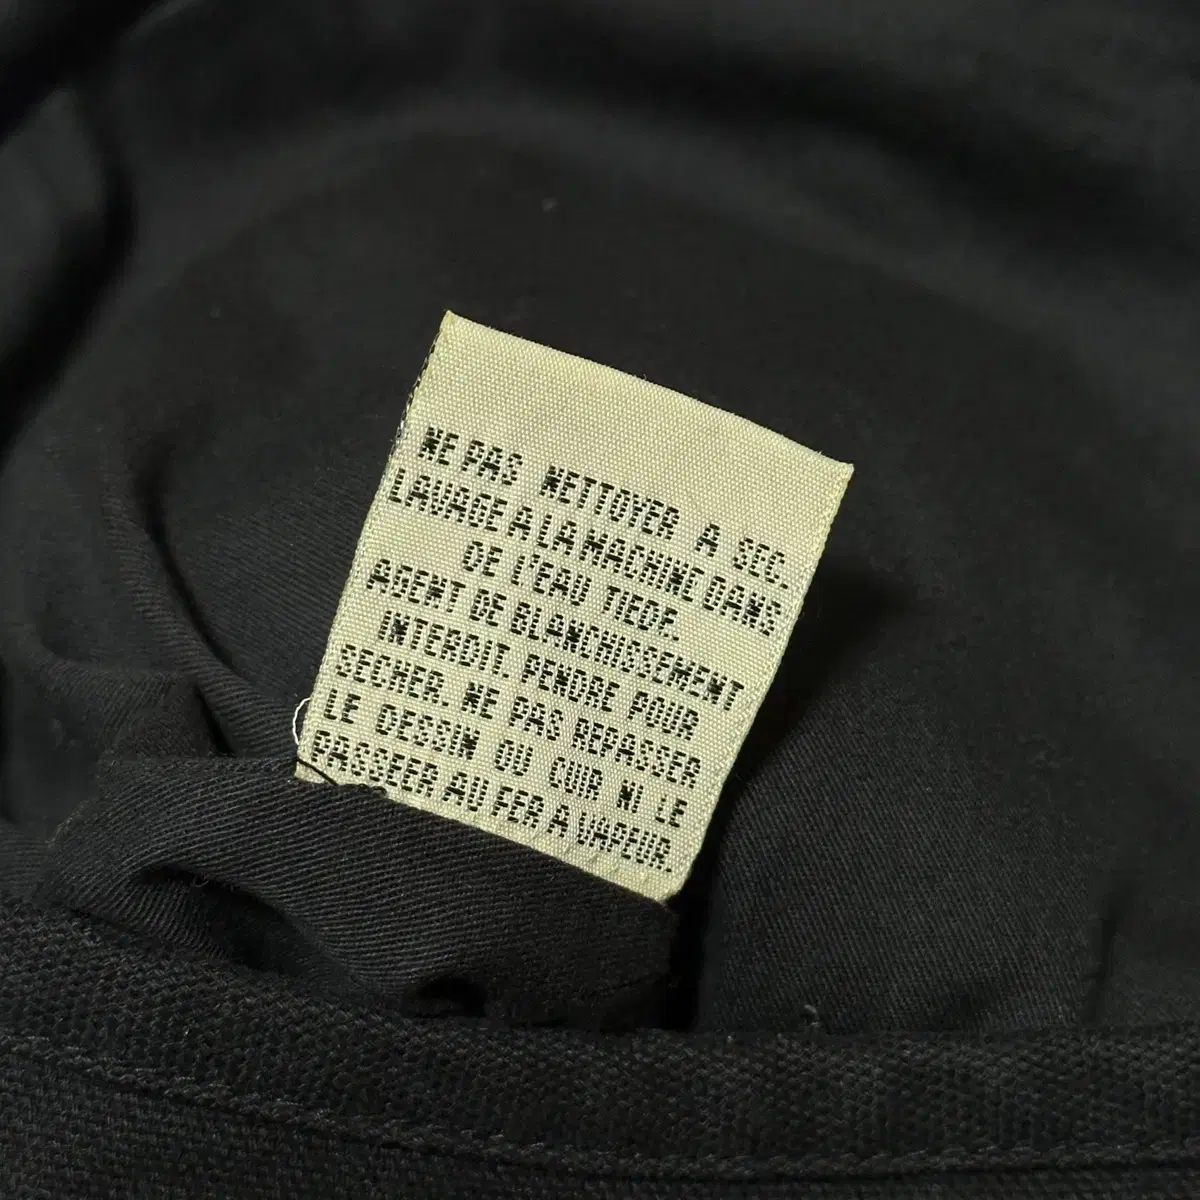 NE PAS NETTOYER A SEC.
LAVAGE A LA MACHINE DANS
DE L'EAU TIEDE.
AGENT DE BLANCHISSEMENT
INTERDIT. PENDRE POUR
SECHER. NE PAS REPASSER
LE DESSIN OU CUIR NI LE
PASSEER AU FER A VAPEUR.